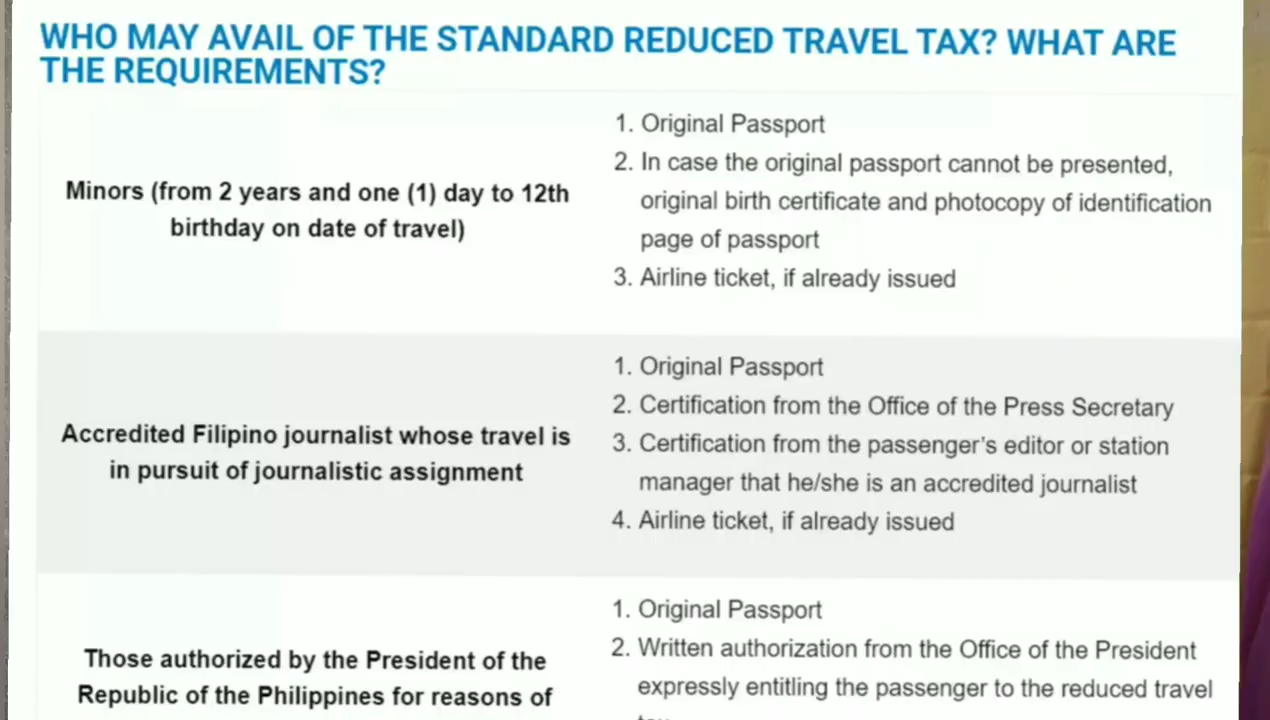 WHO MAY AVAIL OF THE STANDARD REDUCED TRAVEL TAX? WHAT ARE
THE REQUIREMENTS?
Minors (from 2 years and one (1) day to 12th
birthday on date of travel)
1. Original Passport
2. In case the original passport cannot be presented,
original birth certificate and photocopy of identification
page of passport
3. Airline ticket, if already issued
Accredited Filipino journalist whose travel is
in pursuit of journalistic assignment
1. Original Passport
2. Certification from the Office of the Press Secretary
3. Certification from the passenger's editor or station
manager that he/she is an accredited journalist
4. Airline ticket, if already issued
Those authorized by the President of the
Republic of the Philippines for reasons of
1. Original Passport
2. Written authorization from the Office of the President
expressly entitling the passenger to the reduced travel